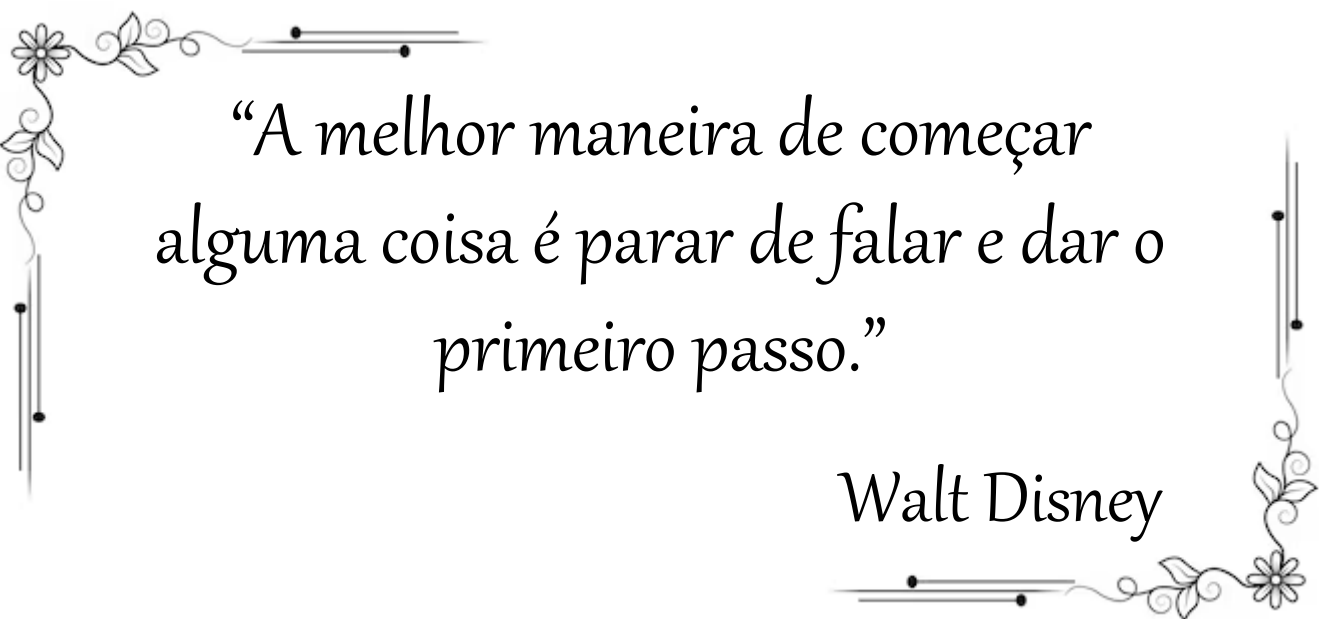 “A melhor maneira de começar
alguma coisa é parar de falar e dar o
primeiro passo.”
Walt Disney